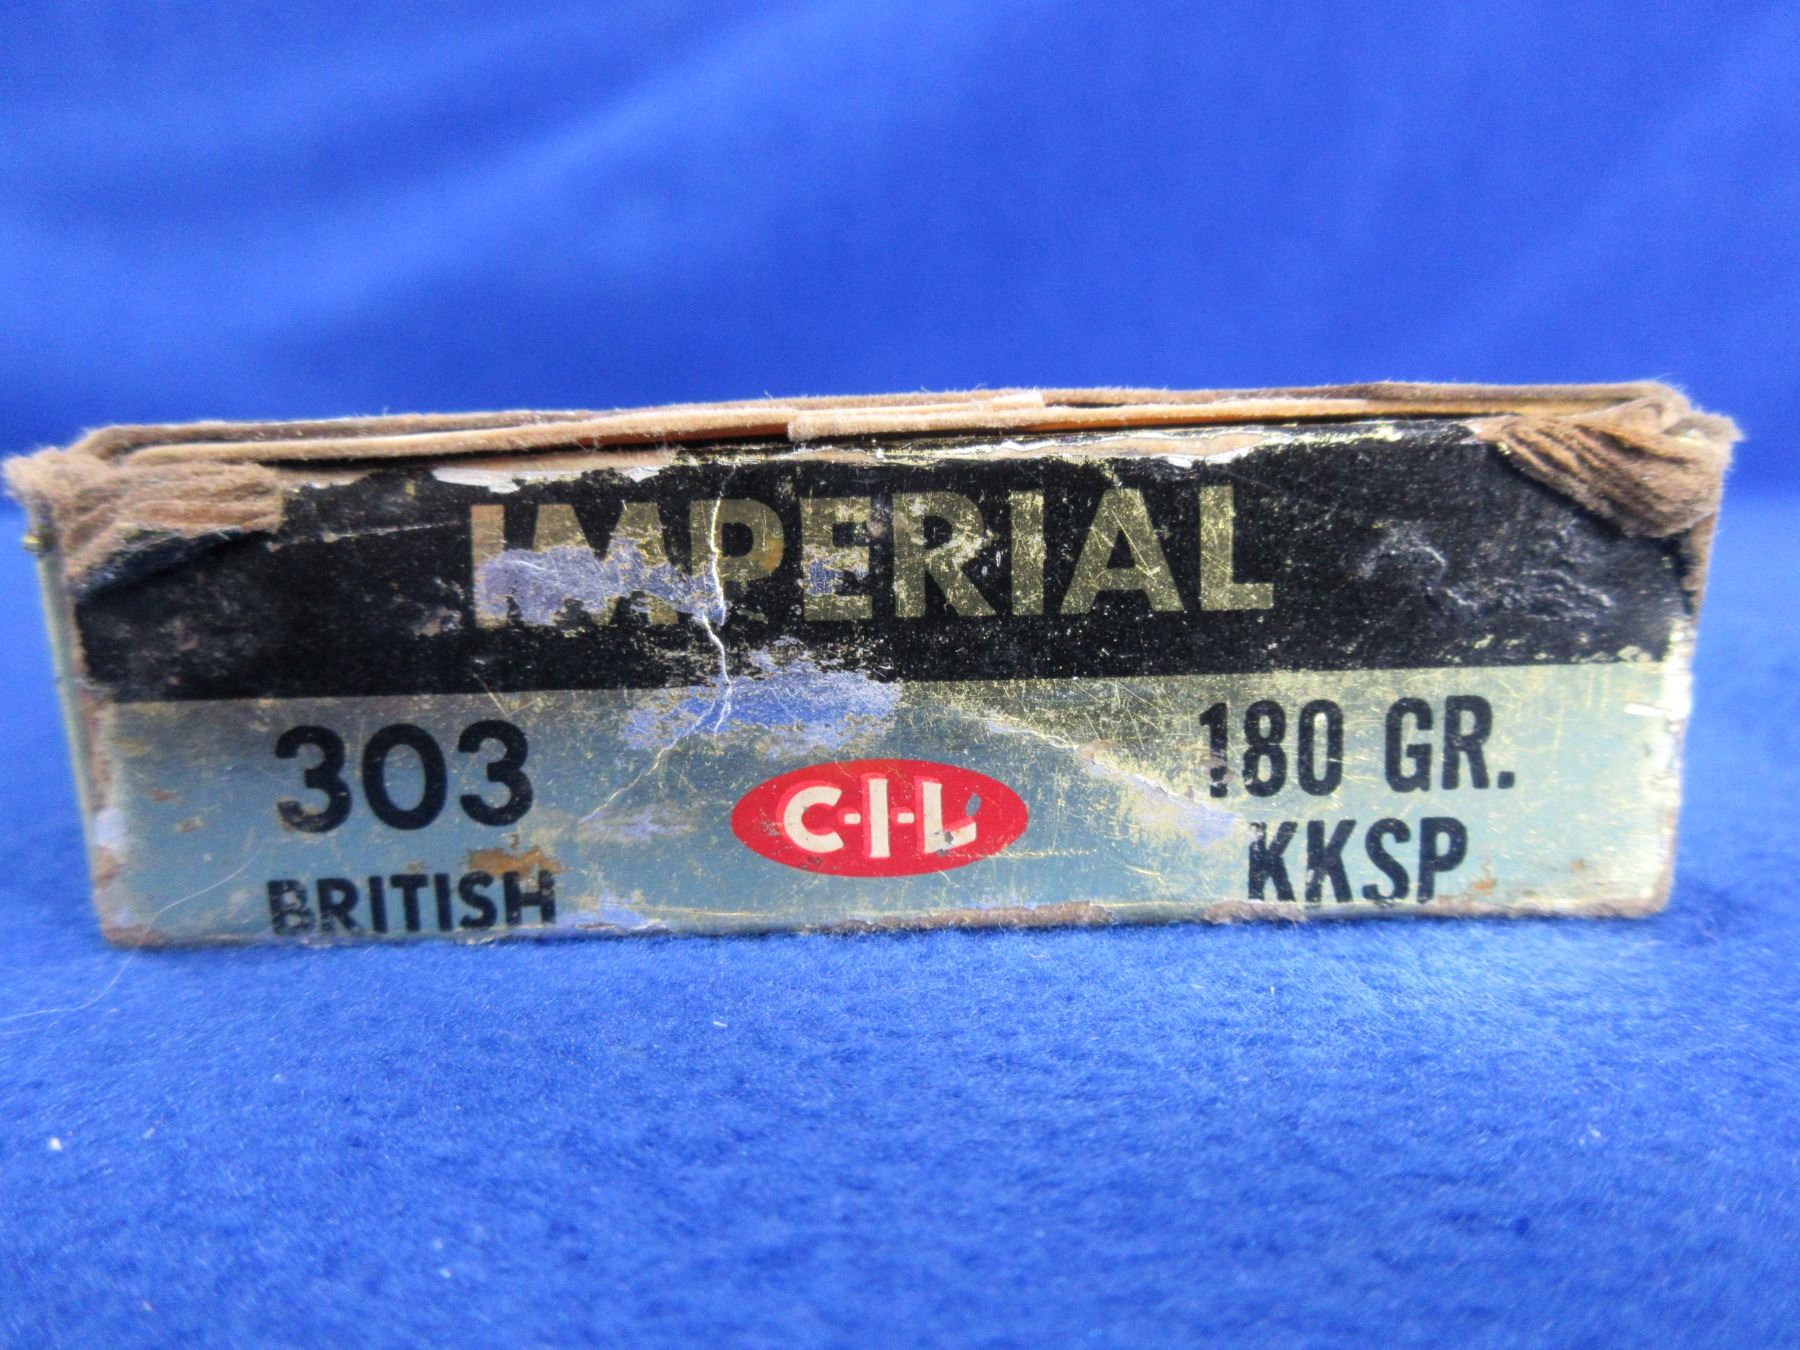 IMPERIAL
303
BRITISH
C-I-L
180 GR.
KKSP